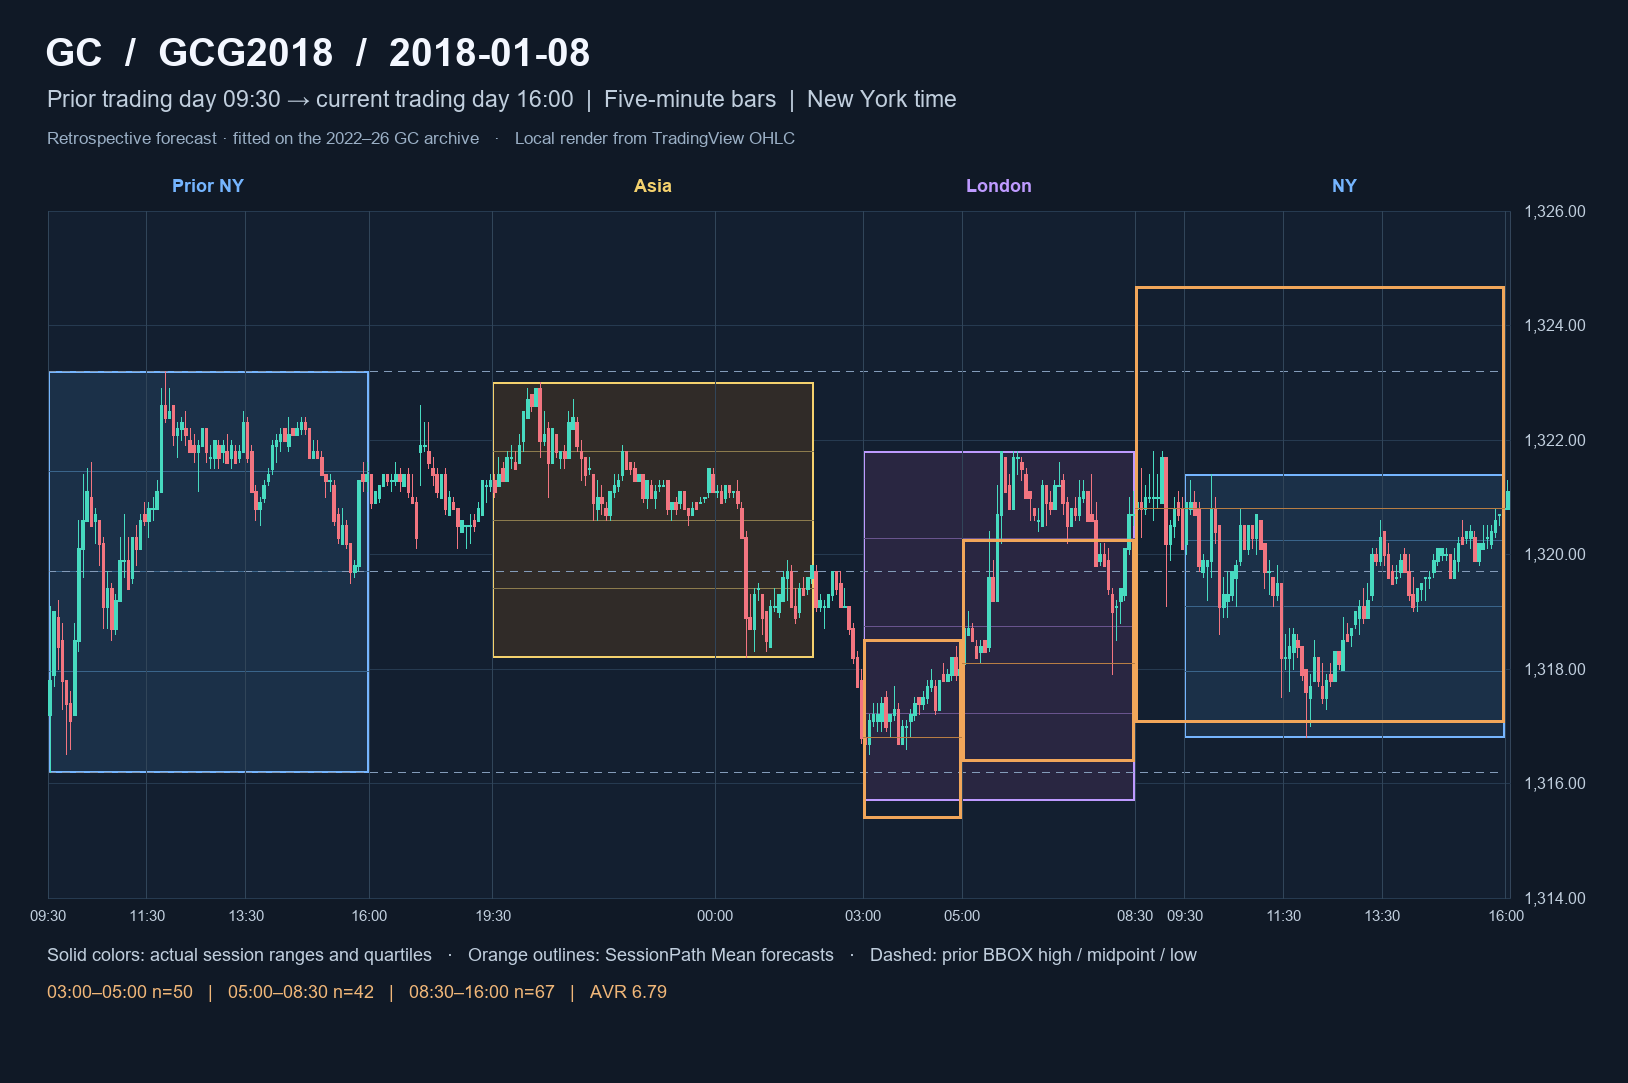 GC / GCG2018 / 2018-01-08
Prior trading day 09:30 → current trading day 16:00 | Five-minute bars | New York time
Retrospective forecast · fitted on the 2022–26 GC archive · Local render from TradingView OHLC
Prior NY Asia London NY
1,326.00
1,324.00
1,322.00
1,320.00
1,318.00
1,316.00
1,314.00
09:30 11:30 13:30 16:00 19:30 00:00 03:00 05:00 08:30 09:30 11:30 13:30 16:00
Solid colors: actual session ranges and quartiles · Orange outlines: SessionPath Mean forecasts · Dashed: prior BBOX high / midpoint / low
03:00–05:00 n=50 | 05:00–08:30 n=42 | 08:30–16:00 n=67 | AVR 6.79